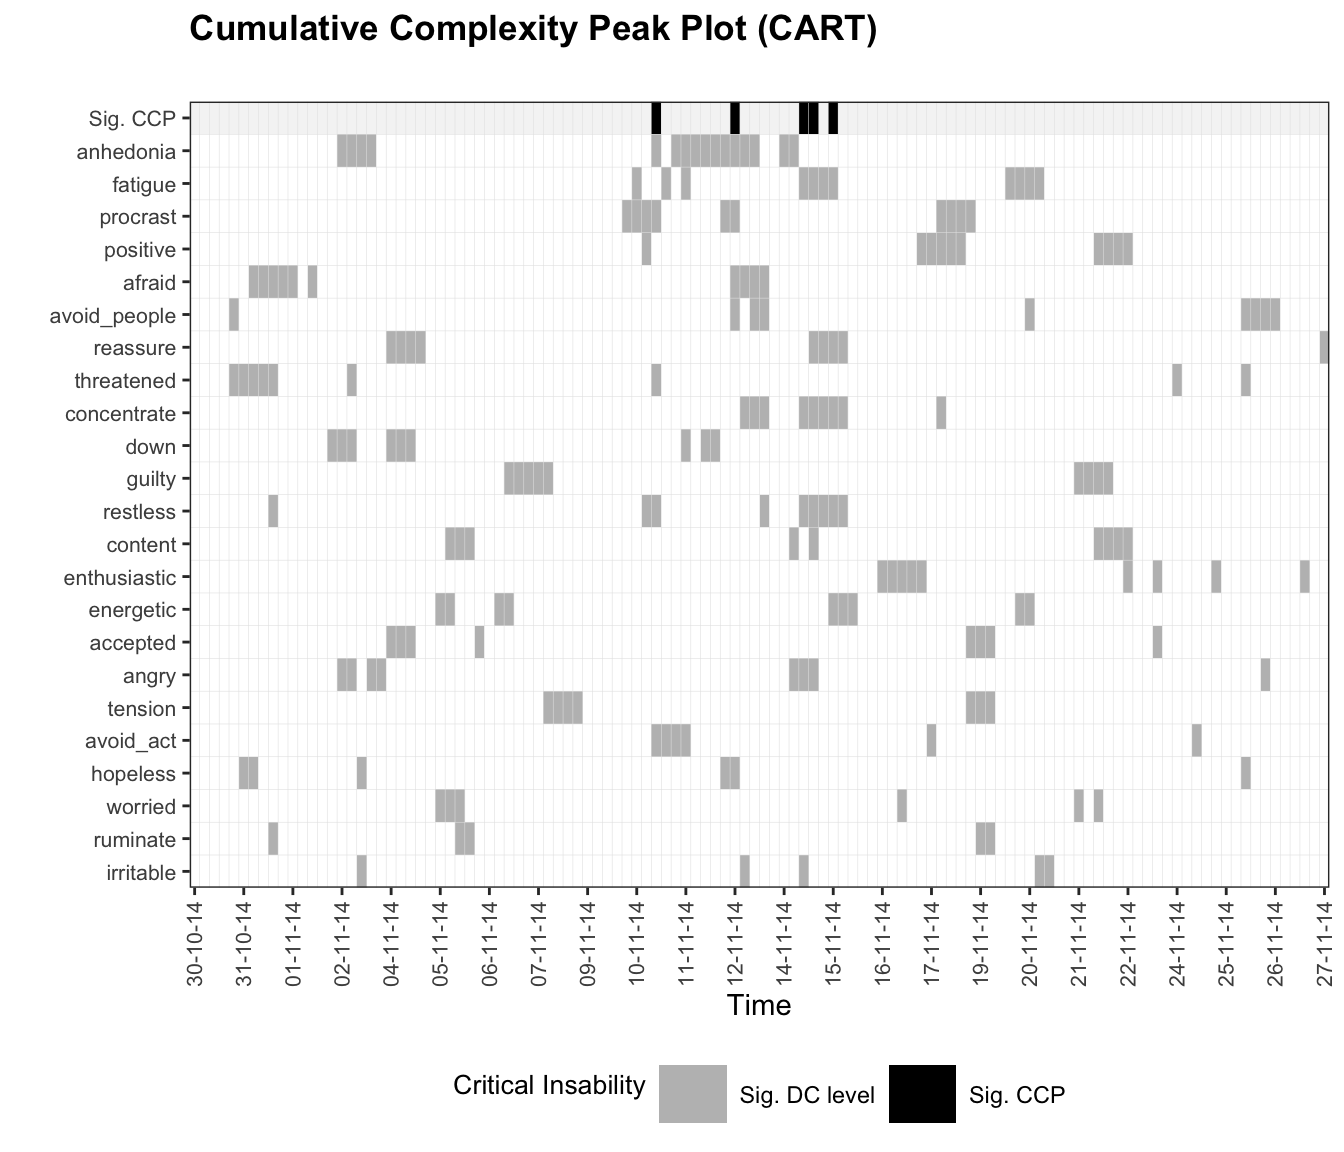 Cumulative Complexity Peak Plot (CART)
Sig. CCP
anhedonia
fatigue
procrast
positive
afraid
avoid_people
reassure
threatened
concentrate
down
guilty
restless
content
enthusiastic
energetic
accepted
angry
tension
avoid_act
hopeless
worried
ruminate
irritable
30-10-14
31-10-14
01-11-14
02-11-14
04-11-14
05-11-14
06-11-14
07-11-14
09-11-14
10-11-14
11-11-14
12-11-14
14-11-14
15-11-14
16-11-14
17-11-14
19-11-14
20-11-14
21-11-14
22-11-14
24-11-14
25-11-14
26-11-14
27-11-14
Time
Critical Insability
Sig. DC level
Sig. CCP